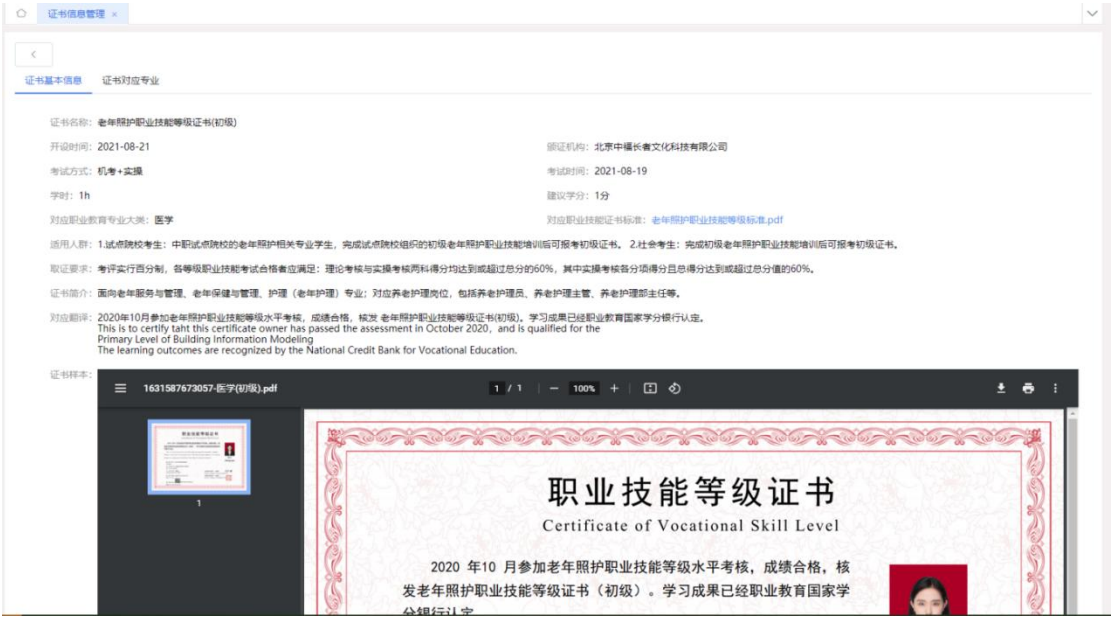 证书信息管理 ×
证书基本信息 证书对应专业
证书名称: 老年照护职业技能等级证书(初级)
开设时间: 2021-08-21 颁证机构: 北京中福长者文化科技有限公司
考试方式: 机考+实操 考试时间: 2021-08-19
学时: 1h 建议学分: 1分
对应职业教育专业大类: 医学 对应职业技能证书标准: 老年照护职业技能等级标准.pdf
适用人群: 1.试点院校考生：中职试点院校的老年照护相关专业学生，完成试点院校组织的初级老年照护职业技能培训后可报考初级证书。 2.社会考生：完成初级老年照护职业技能培训后可报考初级证书。
取证要求: 考评实行百分制，各等级职业技能考试合格者应满足：理论考核与实操考核两科得分均达到或超过总分的60%，其中实操考核各分项得分且总得分达到或超过总分值的60%。
证书简介: 面向老年服务与管理、老年保健与管理、护理（老年护理）专业；对应养老护理岗位，包括养老护理员、养老护理主管、养老护理部主任等。
对应翻译: 2020年10月参加老年照护职业技能等级水平考核，成绩合格，核发 老年照护职业技能等级证书(初级)。学习成果已经职业教育国家学分银行认定。
This is to certify taht this certificate owner has passed the assessment in October 2020, and is qualified for the
Primary Level of Building Information Modeling
The learning outcomes are recognized by the National Credit Bank for Vocational Education.
证书样本:
1631587673057-医学(初级).pdf 1 / 1 | − 100% + |
职业技能等级证书
1
职业技能等级证书
Certificate of Vocational Skill Level
2020 年10 月参加老年照护职业技能等级水平考核，成绩合格，核
发老年照护职业技能等级证书（初级）。学习成果已经职业教育国家学
分银行认定